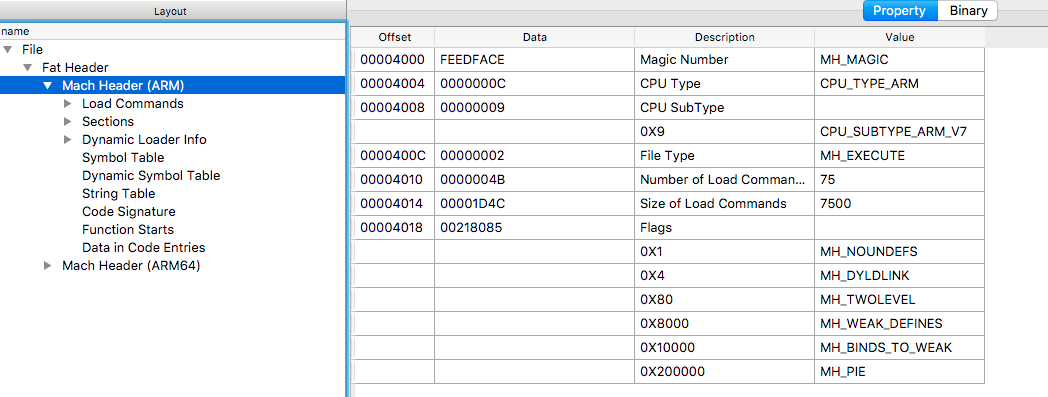 Layout
Property Binary
name
File
Fat Header
Mach Header (ARM)
Load Commands
Sections
Dynamic Loader Info
Symbol Table
Dynamic Symbol Table
String Table
Code Signature
Function Starts
Data in Code Entries
Mach Header (ARM64)
Offset Data Description Value
00004000 FEEDFACE Magic Number MH_MAGIC
00004004 0000000C CPU Type CPU_TYPE_ARM
00004008 00000009 CPU SubType
0X9 CPU_SUBTYPE_ARM_V7
0000400C 00000002 File Type MH_EXECUTE
00004010 0000004B Number of Load Comman... 75
00004014 00001D4C Size of Load Commands 7500
00004018 00218085 Flags
0X1 MH_NOUNDEFS
0X4 MH_DYLDLINK
0X80 MH_TWOLEVEL
0X8000 MH_WEAK_DEFINES
0X10000 MH_BINDS_TO_WEAK
0X200000 MH_PIE